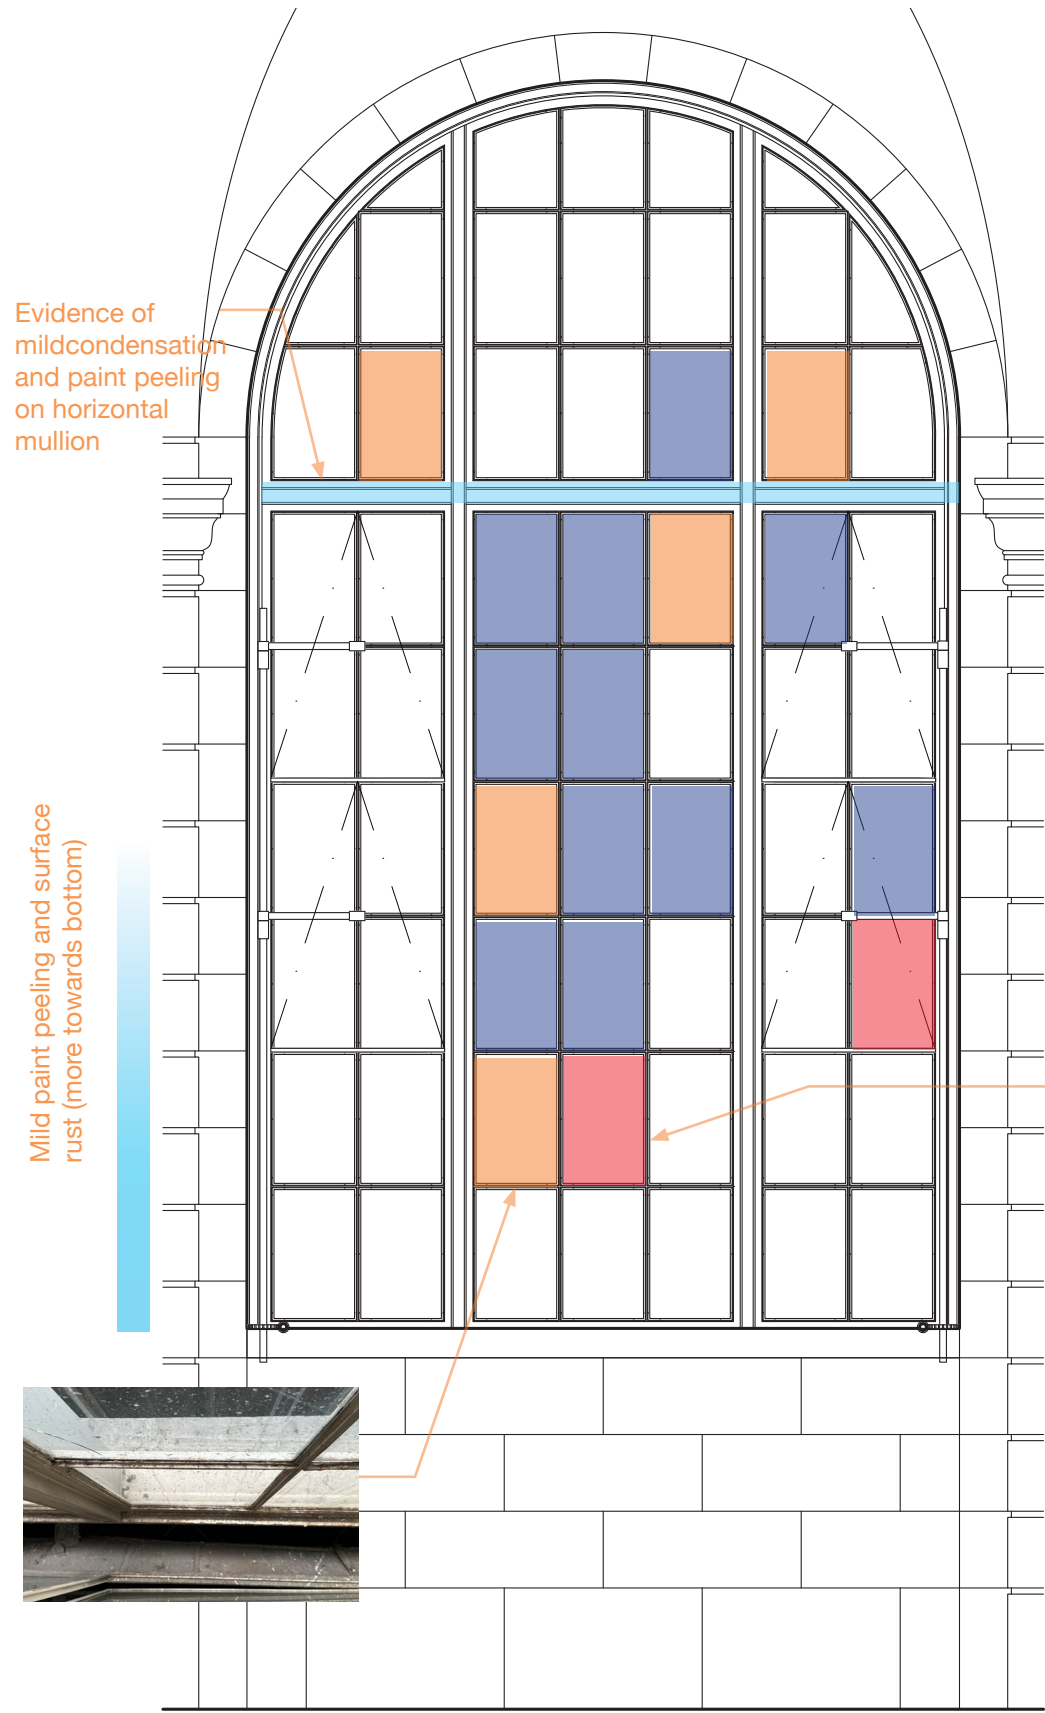 Evidence of
mildcondensation
and paint peeling
on horizontal
mullion
Mild paint peeling and surface
rust (more towards bottom)